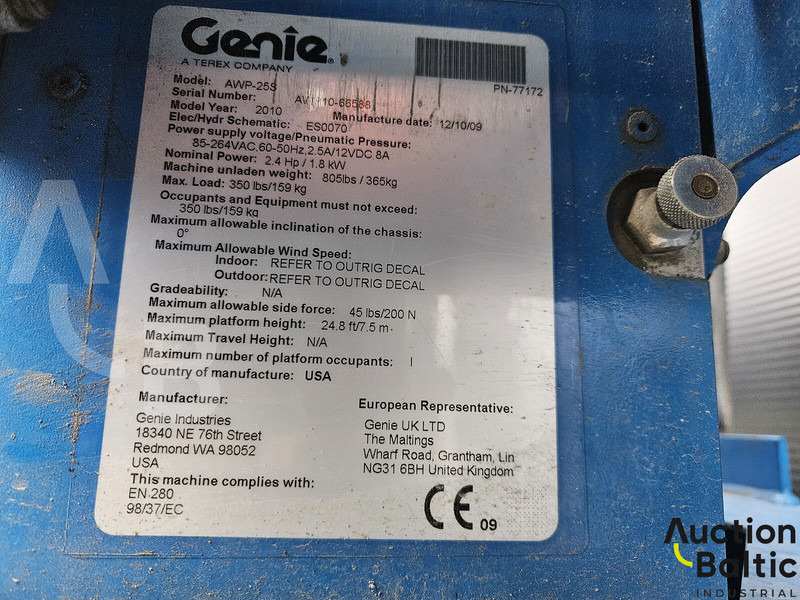 Genie
A TEREX COMPANY
PN-77172
Model: AWP-25S
Serial Number:
Model Year: 2010 Manufacture date: 12/10/09
Elec/Hydr Schematic: ES0070
Power supply voltage/Pneumatic Pressure:
85-264VAC,60-50Hz,2.5A/12VDC 8A
Nominal Power: 2.4 Hp / 1.8 kW
Machine unladen weight: 805lbs / 365kg
Max. Load: 350 lbs/159 kg
Occupants and Equipment must not exceed:
350 lbs/159 kg
Maximum allowable inclination of the chassis:
0°
Maximum Allowable Wind Speed:
Indoor: REFER TO OUTRIG DECAL
Outdoor: REFER TO OUTRIG DECAL
Gradeability: N/A
Maximum allowable side force: 45 lbs/200 N
Maximum platform height: 24.8 ft/7.5 m
Maximum Travel Height: N/A
Maximum number of platform occupants: 1
Country of manufacture: USA
Manufacturer:
Genie Industries
18340 NE 76th Street
Redmond WA 98052
USA
This machine complies with:
EN 280
98/37/EC
European Representative:
Genie UK LTD
The Maltings
Wharf Road, Grantham, Lin
NG31 6BH United Kingdom
CE 09
Auction
Baltic
INDUSTRIAL